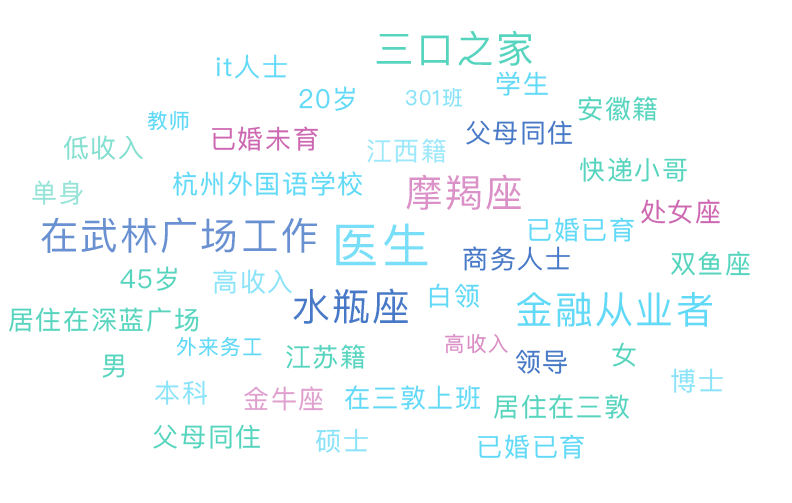 三口之家
it人士
学生
20岁
301班
安徽籍
教师
已婚未育
父母同住
低收入
江西籍
快递小哥
单身
杭州外国语学校
摩羯座
处女座
在武林广场工作
医生
已婚已育
商务人士
双鱼座
45岁
高收入
水瓶座
白领
金融从业者
居住在深蓝广场
外来务工
江苏籍
高收入
领导
女
男
博士
本科
金牛座
在三敦上班
居住在三敦
父母同住
硕士
已婚已育